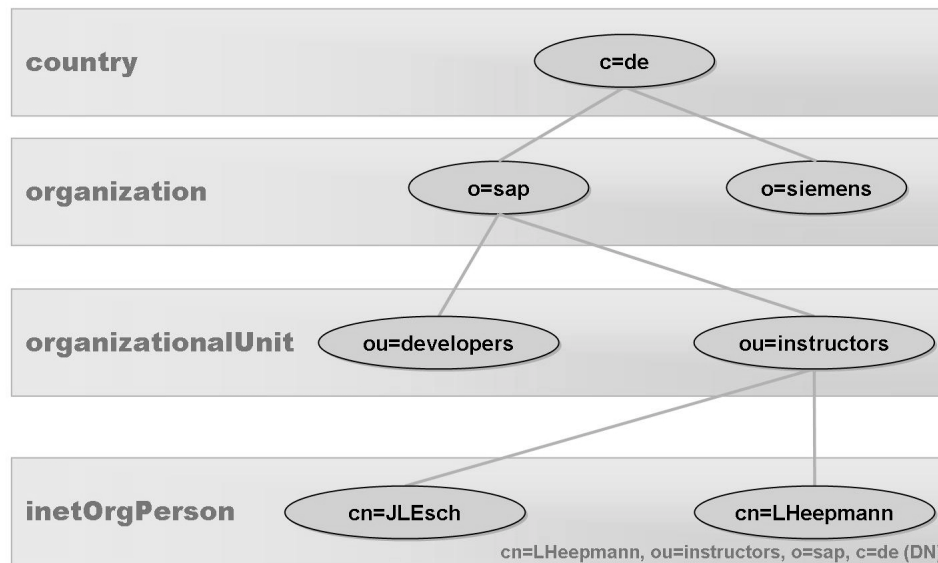 country
c=de
organization
o=sap
o=siemens
organizationalUnit
ou=developers
ou=instructors
inetOrgPerson
cn=JLEsch
cn=LHeepmann
cn=LHeepmann, ou=instructors, o=sap, c=de (DN)